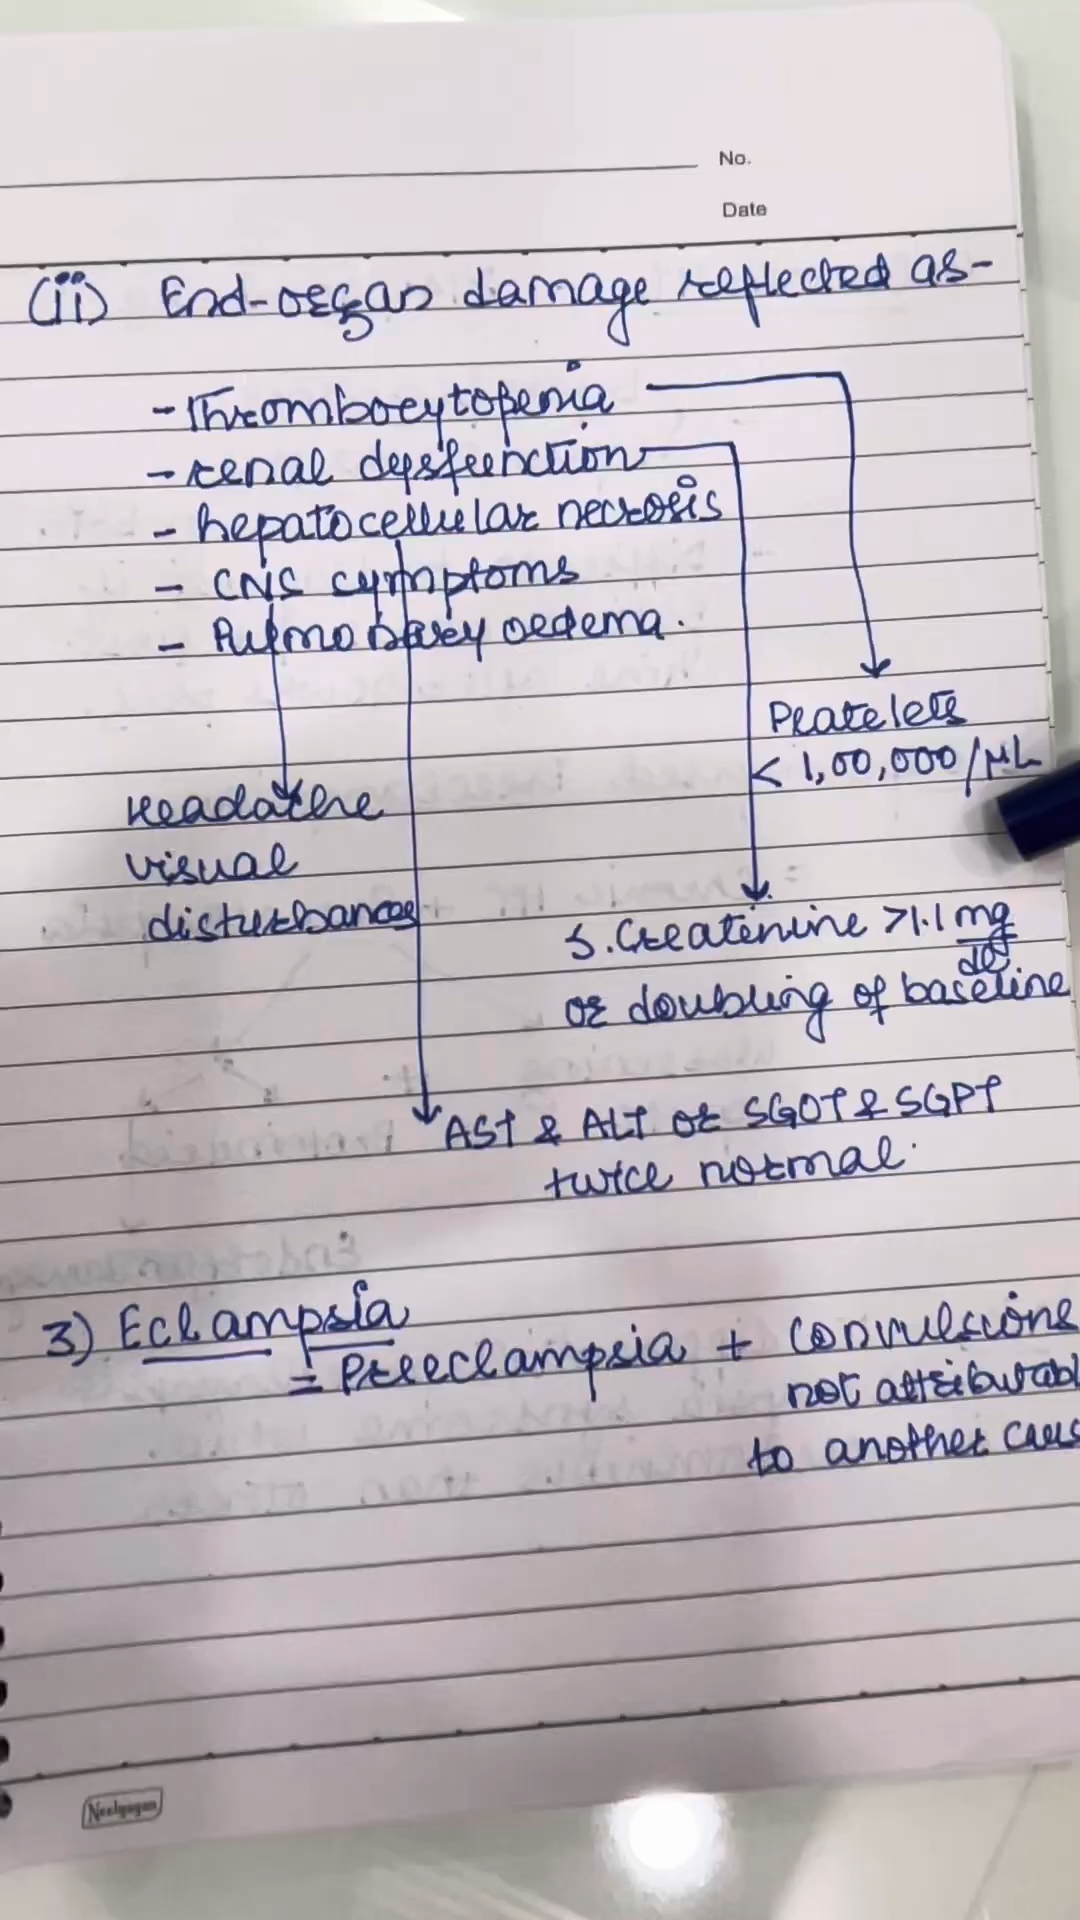 No.
Date
(ii) End-organ damage reflected as-
- Thrombocytopenia
- renal dysfunction
- hepatocellular necrosis
- CNS symptoms
- Pulmonary oedema.
Platelets
< 1,00,000/µL
Headache
visual
disturbances
S. Creatinine >1.1 mg/dl
or doubling of baseline
AST & ALT or SGOT & SGPT
twice normal.
3) Eclampsia
= Preeclampsia + convulsions
not attributabl
to another caus
Neelgagan